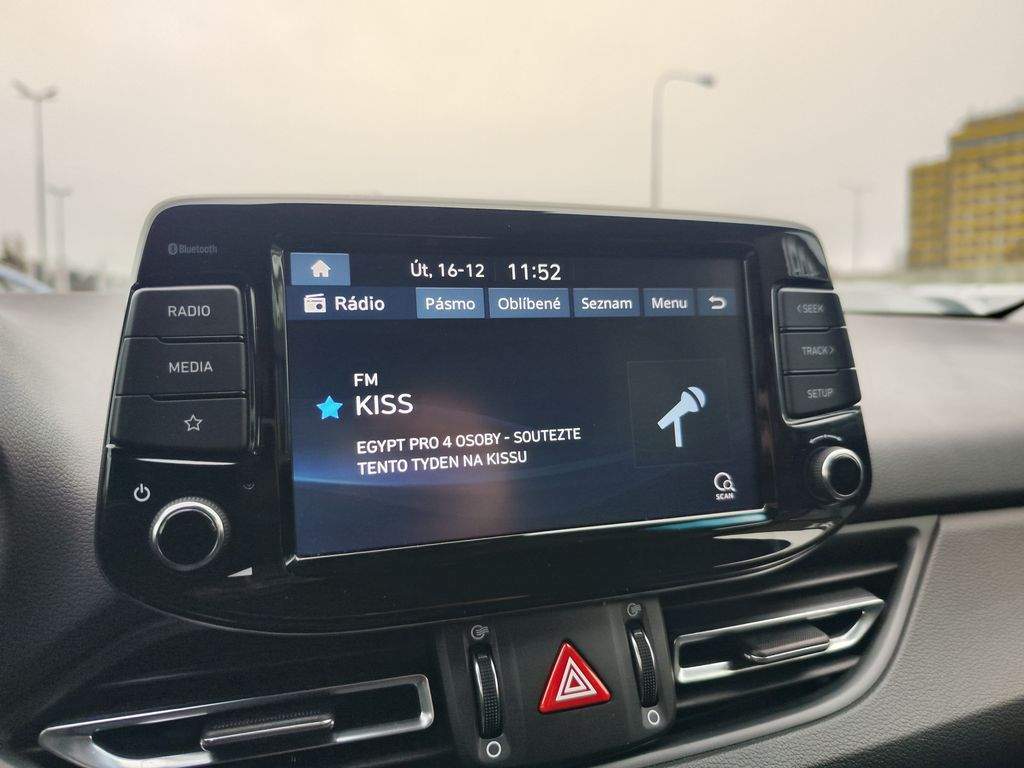 Bluetooth
Út, 16-12 11:52
RADIO
Rádio Pásmo Oblíbené Seznam Menu
< SEEK
MEDIA
TRACK >
FM
KISS
SETUP
EGYPT PRO 4 OSOBY - SOUTEZTE
TENTO TYDEN NA KISSU
SCAN